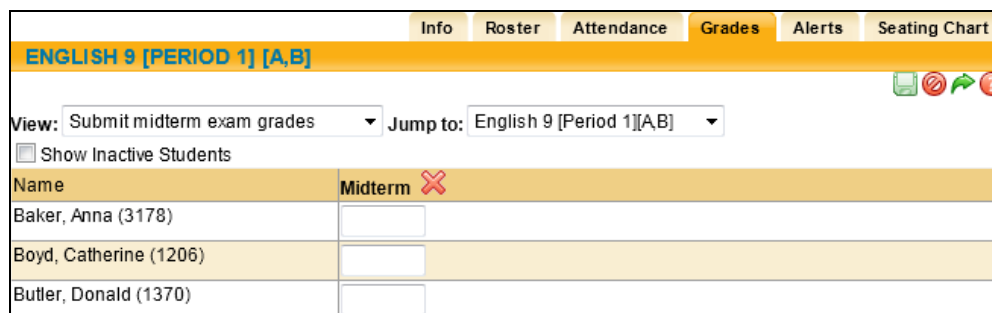 Info Roster Attendance Grades Alerts Seating Chart
ENGLISH 9 [PERIOD 1] [A,B]
View: Submit midterm exam grades Jump to: English 9 [Period 1][A,B]
Show Inactive Students
Name Midterm
Baker, Anna (3178)
Boyd, Catherine (1206)
Butler, Donald (1370)